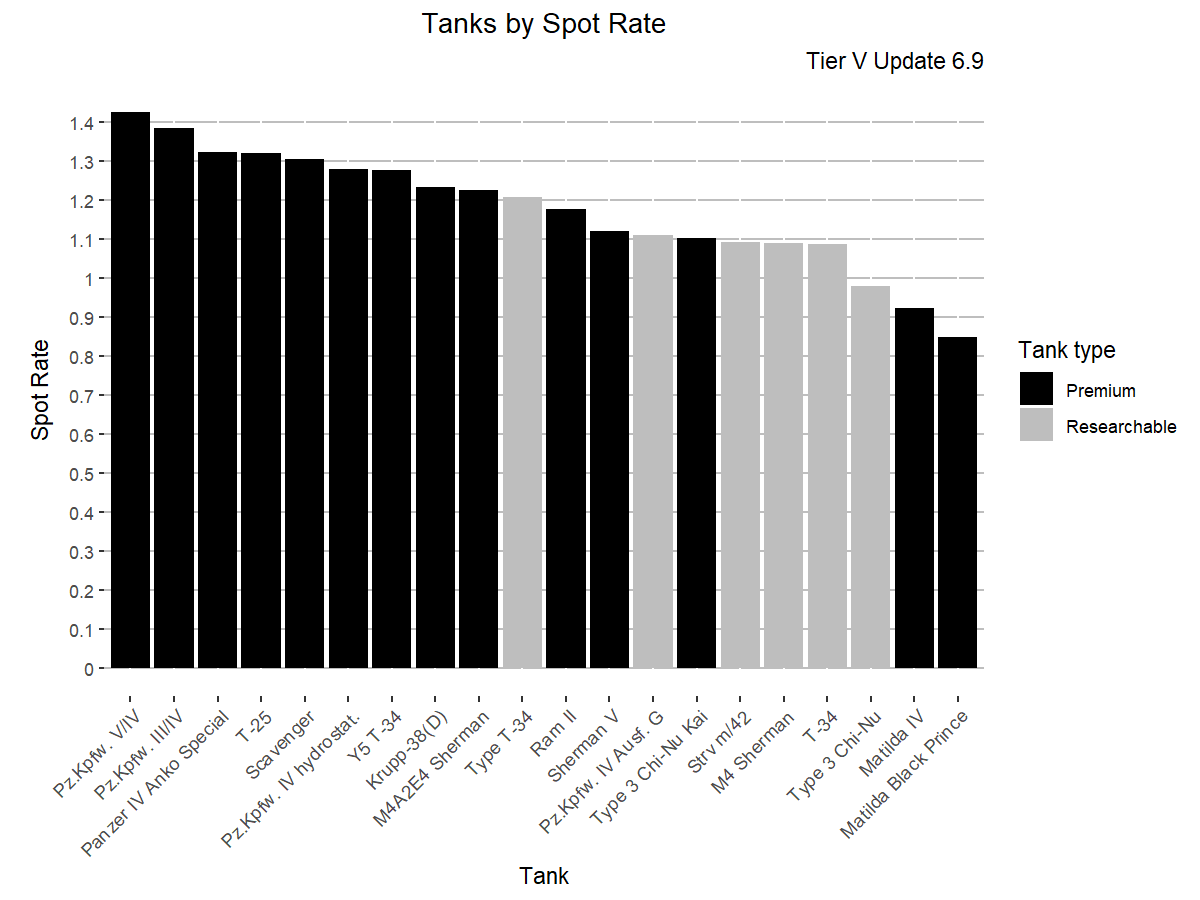 Tanks by Spot Rate
Tier V Update 6.9
Spot Rate
1.4
1.3
1.2
1.1
1
0.9
0.8
0.7
0.6
0.5
0.4
0.3
0.2
0.1
0
Pz.Kpfw. V/IV
Pz.Kpfw. III/IV
Panzer IV Anko Special
T-25
Scavenger
Pz.Kpfw. IV hydrostat.
Y5 T-34
Krupp-38(D)
M4A2E4 Sherman
Type T-34
Ram II
Sherman V
Pz.Kpfw. IV Ausf. G
Type 3 Chi-Nu Kai
Strv m/42
M4 Sherman
T-34
Type 3 Chi-Nu
Matilda IV
Matilda Black Prince
Tank
Tank type
Premium
Researchable